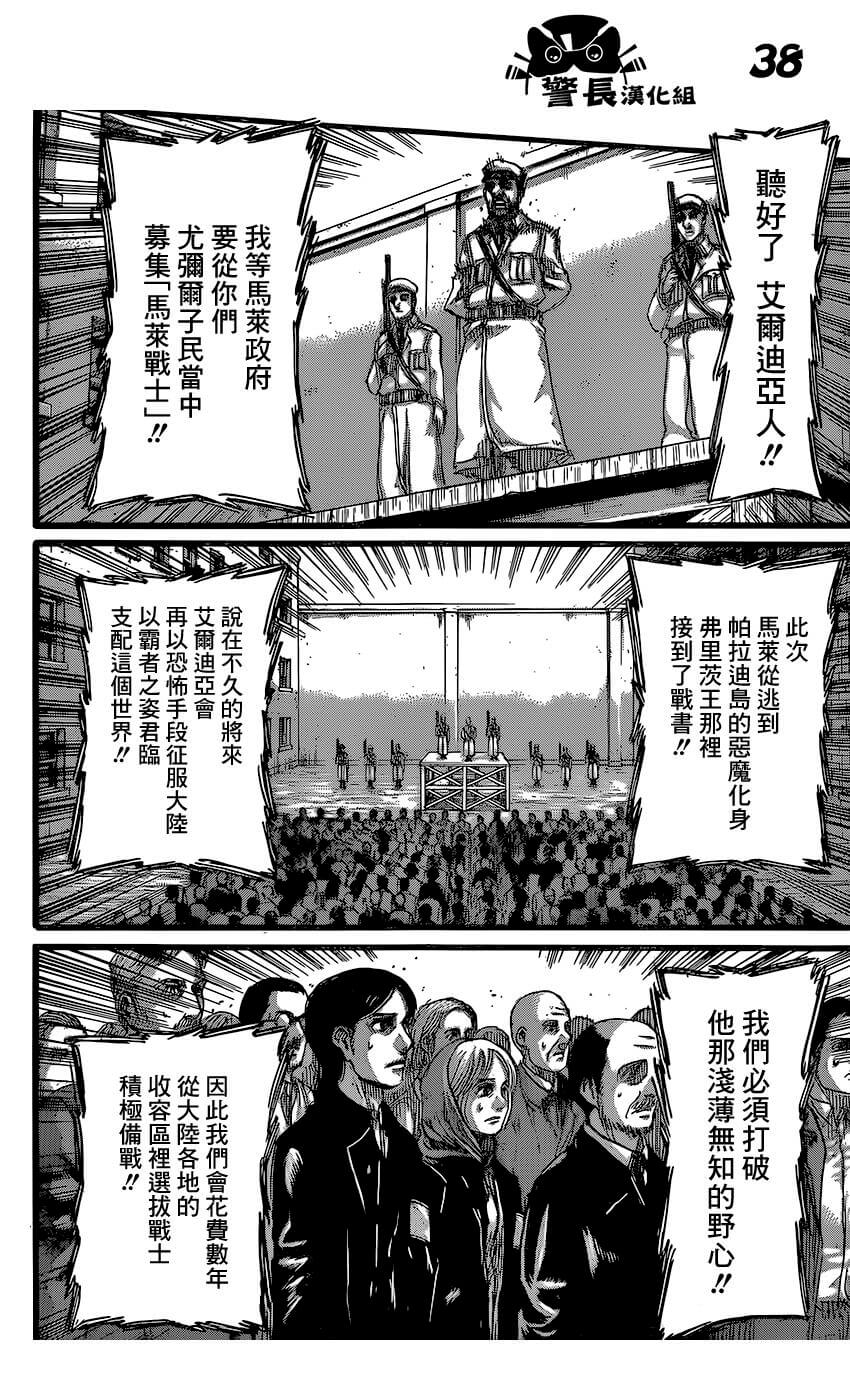 警長漢化組
38
聽好了 艾爾迪亞人!!
我等馬萊政府
要從你們
尤彌爾子民當中
募集「馬萊戰士」!!
此次
馬萊從逃到
帕拉迪島的惡魔化身
弗里茨王那裡
接到了戰書!!
說在不久的將來
艾爾迪亞會
再以恐怖手段征服大陸
以霸者之姿君臨
支配這個世界!!
我們必須打破
他那淺薄無知的野心!!
因此我們會花費數年
從大陸各地的
收容區裡選拔戰士
積極備戰!!